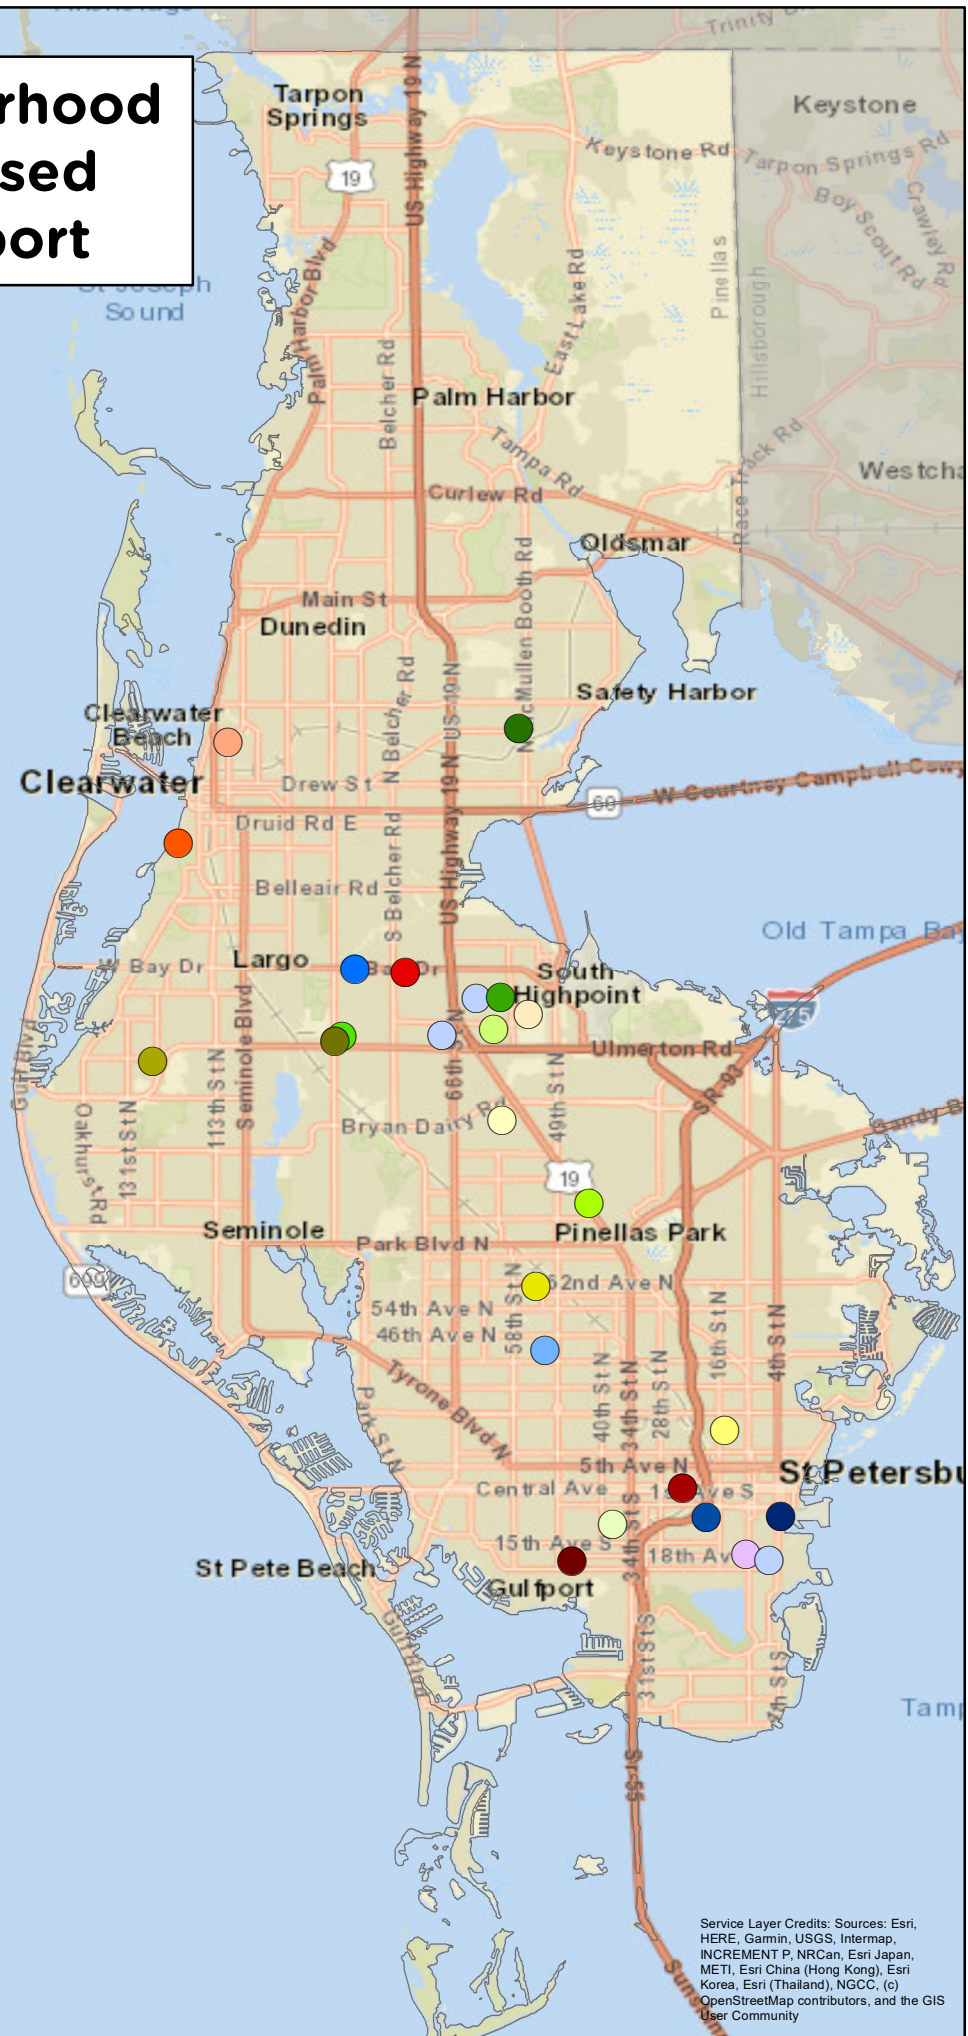 rhood
sed
port
Trinity
Tarpon
Springs
Keystone
US Highway 19 N
Keystone Rd
Tarpon Springs Rd
19
Boy Scout Rd
Crawley Rd
St Joseph
Sound
Palm Harbor Blvd
Pinellas
Hillsborough
East Lake Rd
Belcher Rd
Palm Harbor
Tampa Rd
Race Track Rd
Westcha
Curlew Rd
Oldsmar
Main St
Dunedin
McMullen Booth Rd
N Belcher Rd
US 19 N
Safety Harbor
Clearwater
Beach
Clearwater
Drew St
60
W Courtney Campbell Cswy
Druid Rd E
S Belcher Rd
US Highway 19 N
Belleair Rd
Old Tampa Bay
W Bay Dr
Largo
Dr
South
Highpoint
275
Gulf Blvd
Seminole Blvd
113th St N
66th St N
Ulmerton Rd
49th St N
SR-93
Oakhurst Rd
131st St N
Bryan Dairy Rd
Gandy B
19
Seminole
Park Blvd N
Pinellas Park
699
58th St N
62nd Ave N
54th Ave N
46th Ave N
16th St N
4th St N
Tyrone Blvd N
40th St N
34th St N
28th St N
Park St N
5th Ave N
St Petersbu
Central Ave
Ave S
15th Ave S
34th St S
18th Av
St Pete Beach
Gulfport
Gulf Blvd
31st St S
Tamp
Service Layer Credits: Sources: Esri,
HERE, Garmin, USGS, Intermap,
INCREMENT P, NRCan, Esri Japan,
METI, Esri China (Hong Kong), Esri
Korea, Esri (Thailand), NGCC, (c)
OpenStreetMap contributors, and the GIS
User Community